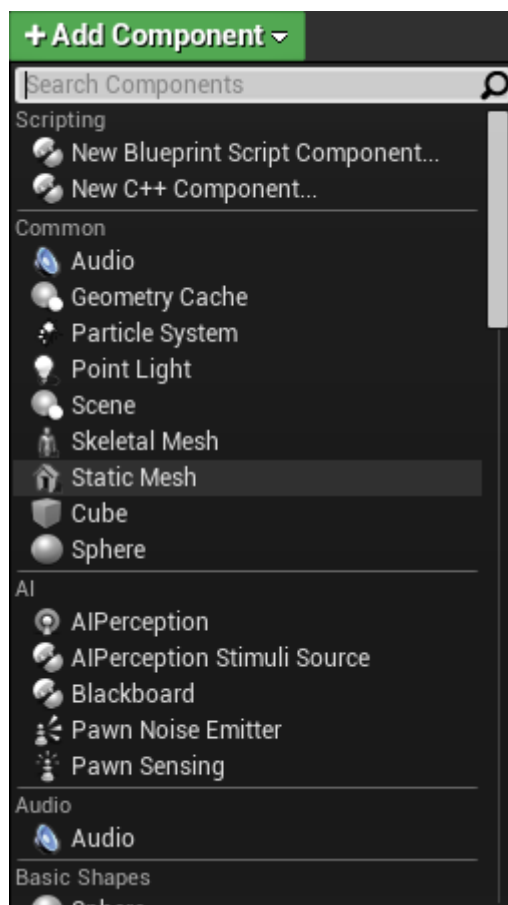 + Add Component
Search Components
Scripting
New Blueprint Script Component...
New C++ Component...
Common
Audio
Geometry Cache
Particle System
Point Light
Scene
Skeletal Mesh
Static Mesh
Cube
Sphere
AI
AIPerception
AIPerception Stimuli Source
Blackboard
Pawn Noise Emitter
Pawn Sensing
Audio
Audio
Basic Shapes